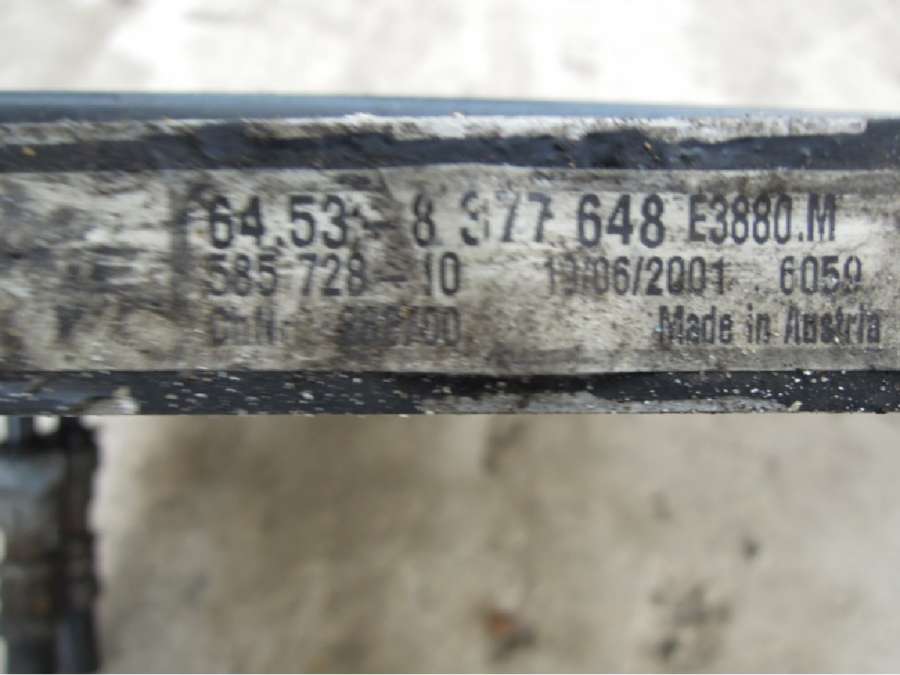 64.53- 8 377 648 E3880.M
585 728 - 10 19/06/2001 6059
Made in Austria